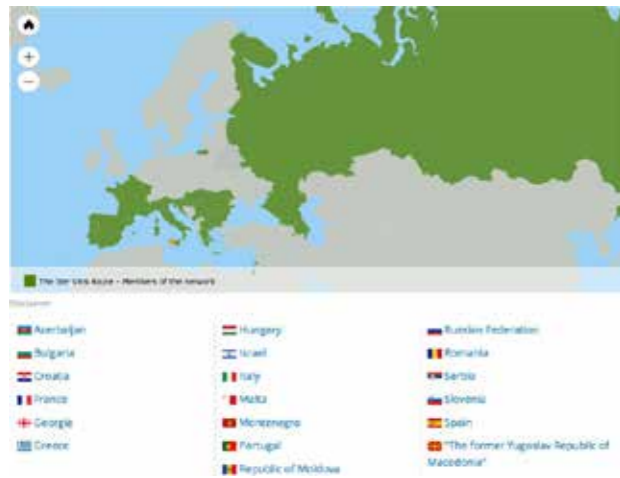 The Iter Vitis Route - Members of the network
Disclaimer
Azerbaijan
Bulgaria
Croatia
France
Georgia
Greece
Hungary
Israel
Italy
Malta
Montenegro
Portugal
Republic of Moldova
Russian Federation
Romania
Serbia
Slovenia
Spain
"The former Yugoslav Republic of
Macedonia"